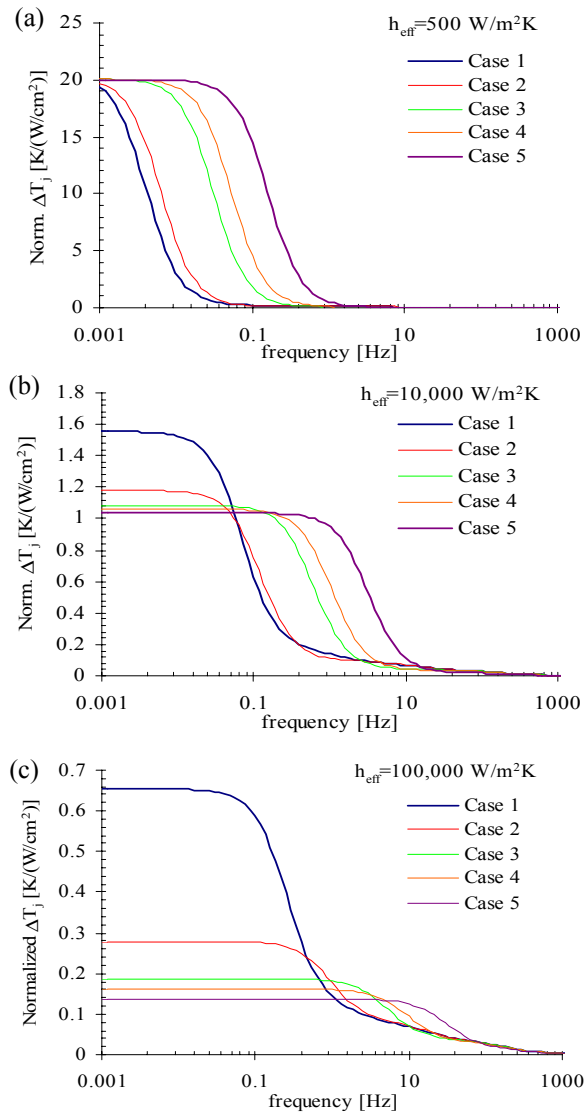 (a)
h_eff=500 W/m²K
Norm. ΔT_j [K/(W/cm²)]
25
20
15
10
5
0
Case 1
Case 2
Case 3
Case 4
Case 5
0.001
0.1
10
1000
frequency [Hz]
(b)
h_eff=10,000 W/m²K
Norm. ΔT_j [K/(W/cm²)]
1.8
1.6
1.4
1.2
1
0.8
0.6
0.4
0.2
0
Case 1
Case 2
Case 3
Case 4
Case 5
0.001
0.1
10
1000
frequency [Hz]
(c)
h_eff=100,000 W/m²K
Normalized ΔT_j [K/(W/cm²)]
0.7
0.6
0.5
0.4
0.3
0.2
0.1
0
Case 1
Case 2
Case 3
Case 4
Case 5
0.001
0.1
10
1000
frequency [Hz]